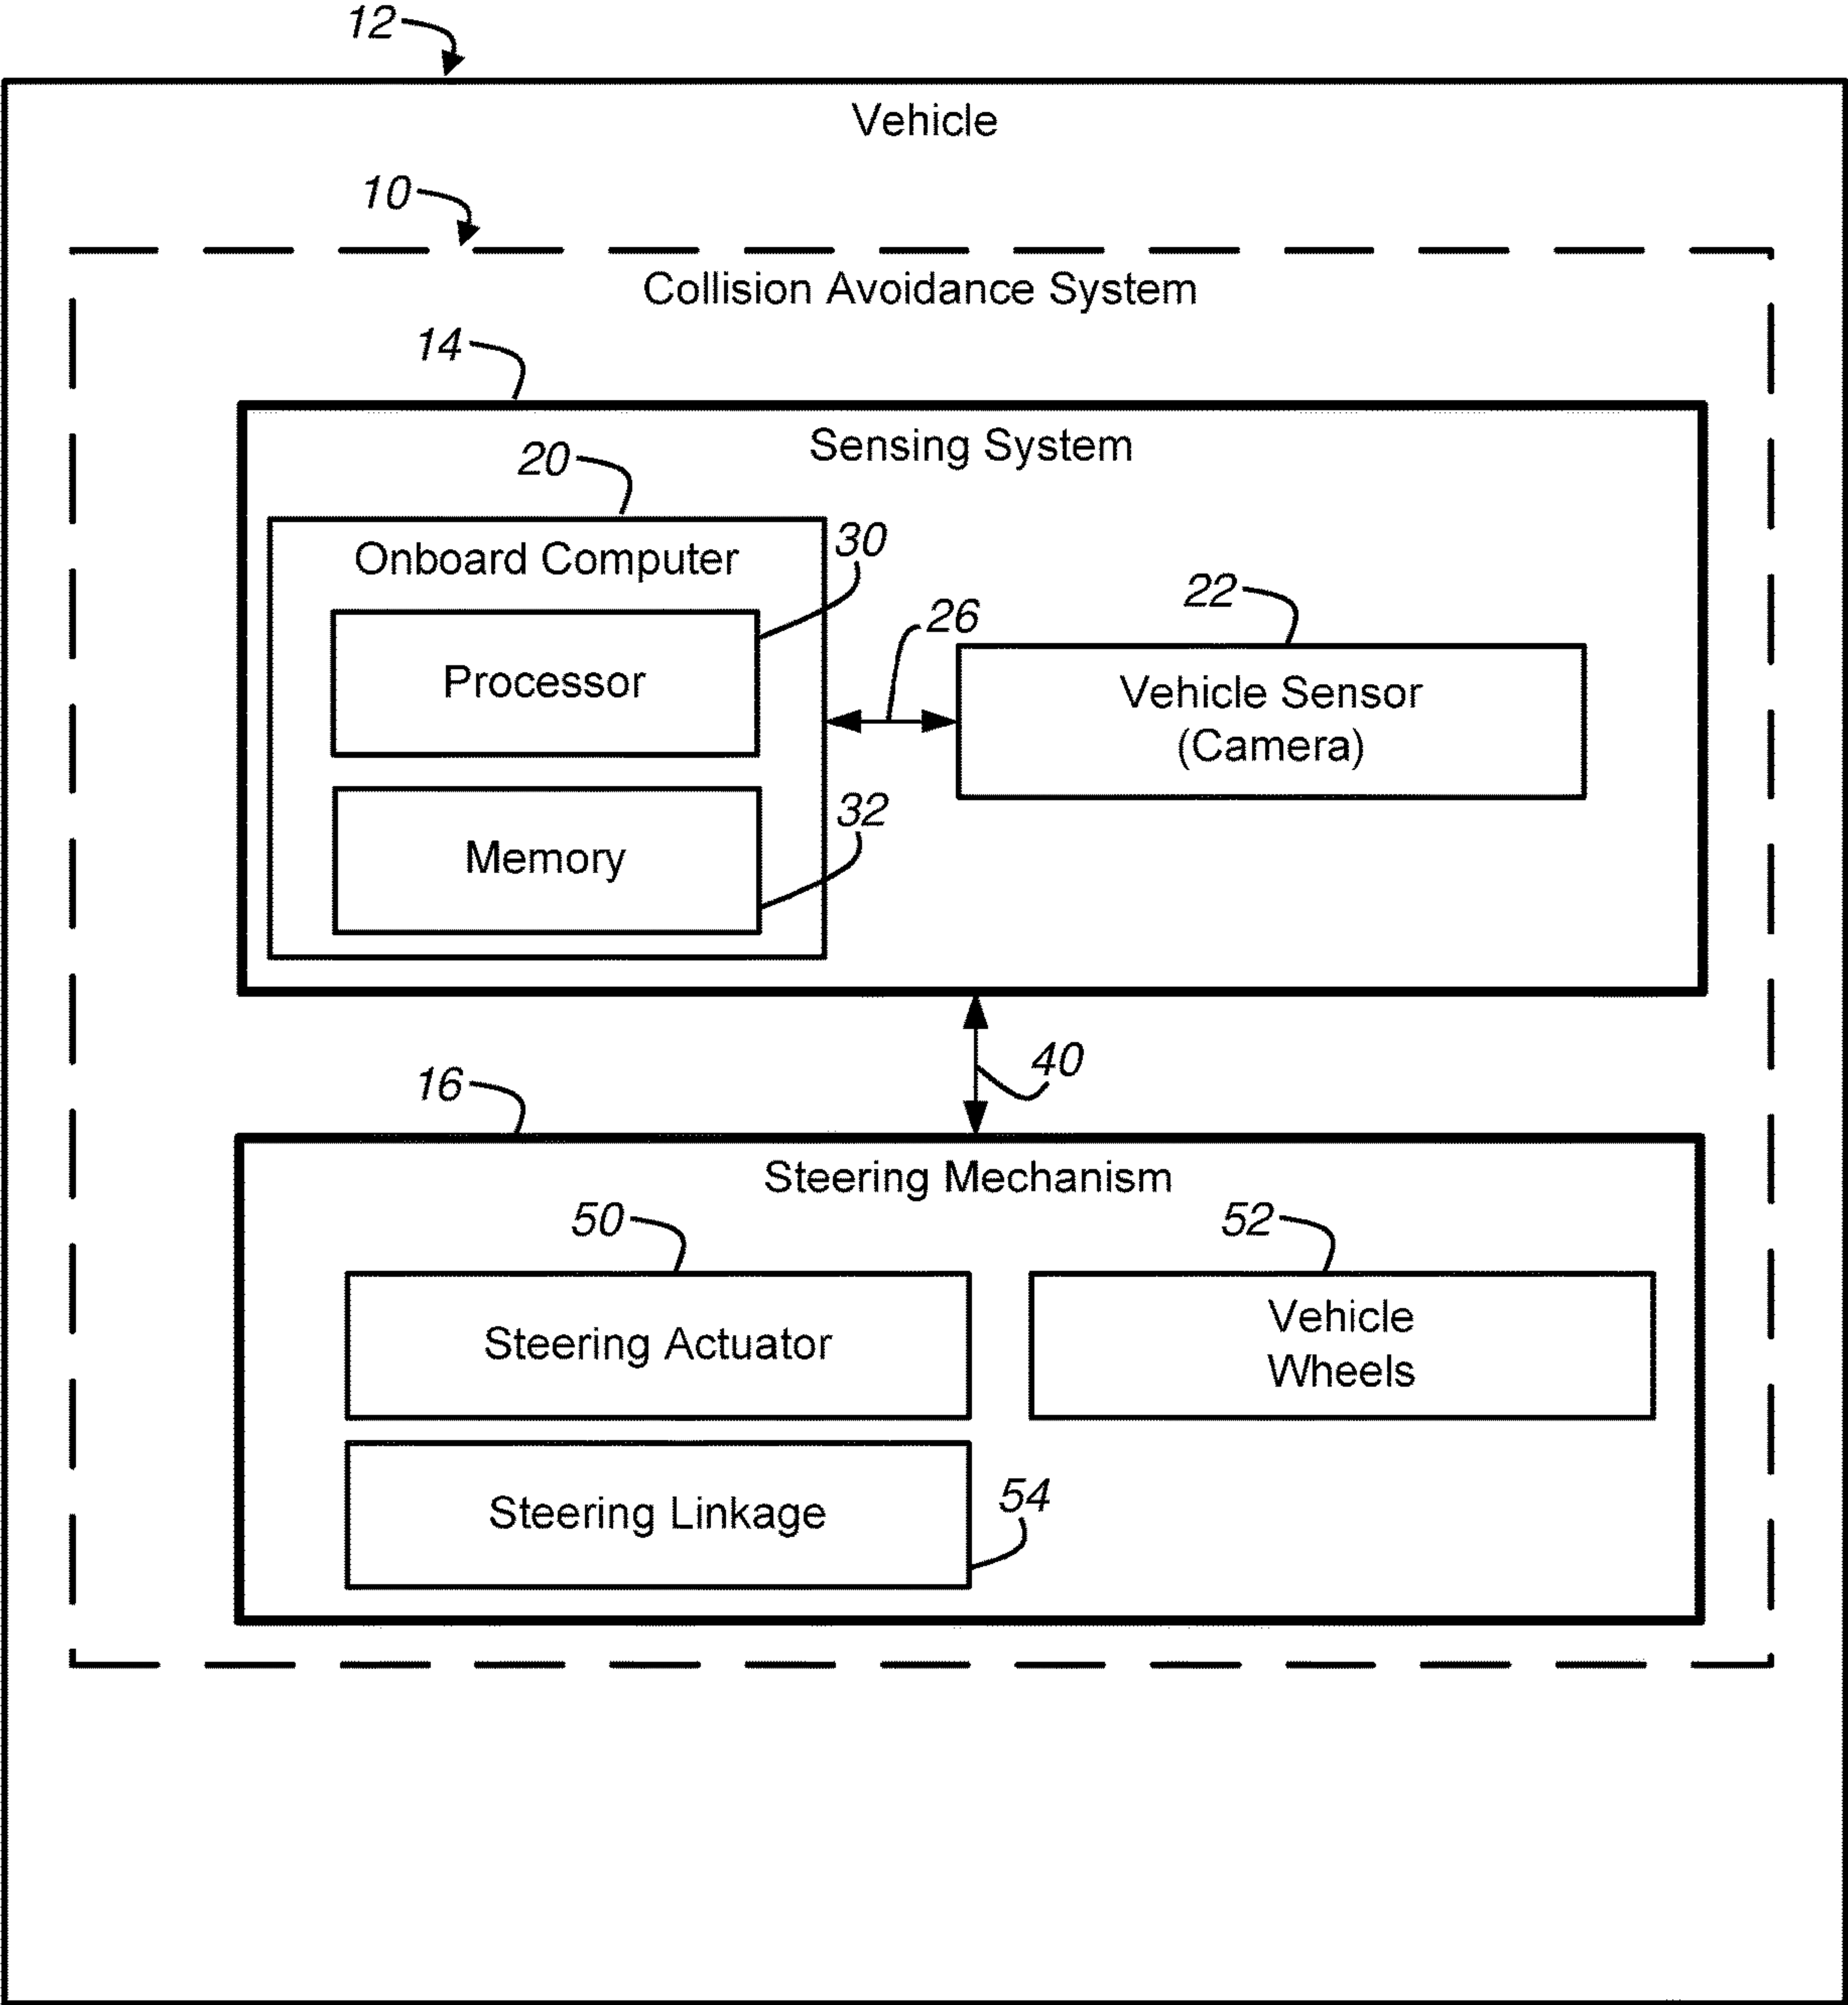 12
Vehicle
10
Collision Avoidance System
14
Sensing System
20
Onboard Computer
30
Processor
26
22
Vehicle Sensor
(Camera)
32
Memory
40
16
Steering Mechanism
50
52
Steering Actuator
Vehicle
Wheels
Steering Linkage
54